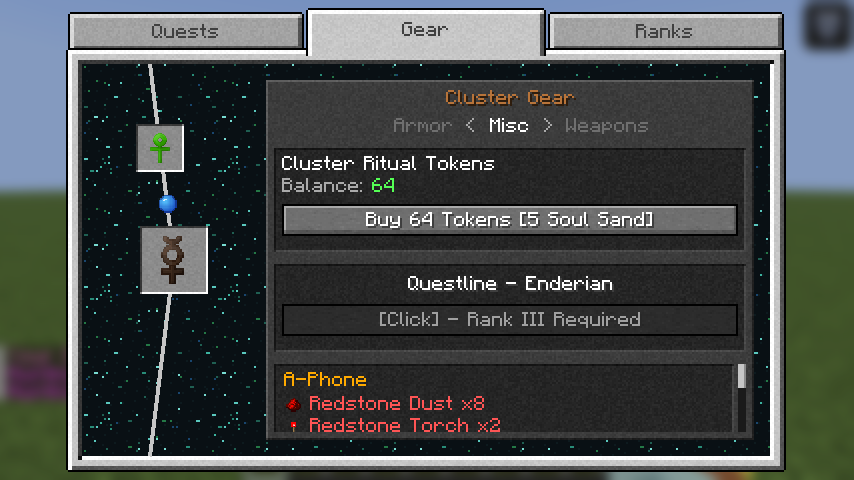 Quests Gear Ranks
Cluster Gear
Armor < Misc > Weapons
Cluster Ritual Tokens
Balance: 64
Buy 64 Tokens [5 Soul Sand]
Questline - Enderian
[Click] - Rank III Required
A-Phone
Redstone Dust x8
Redstone Torch x2